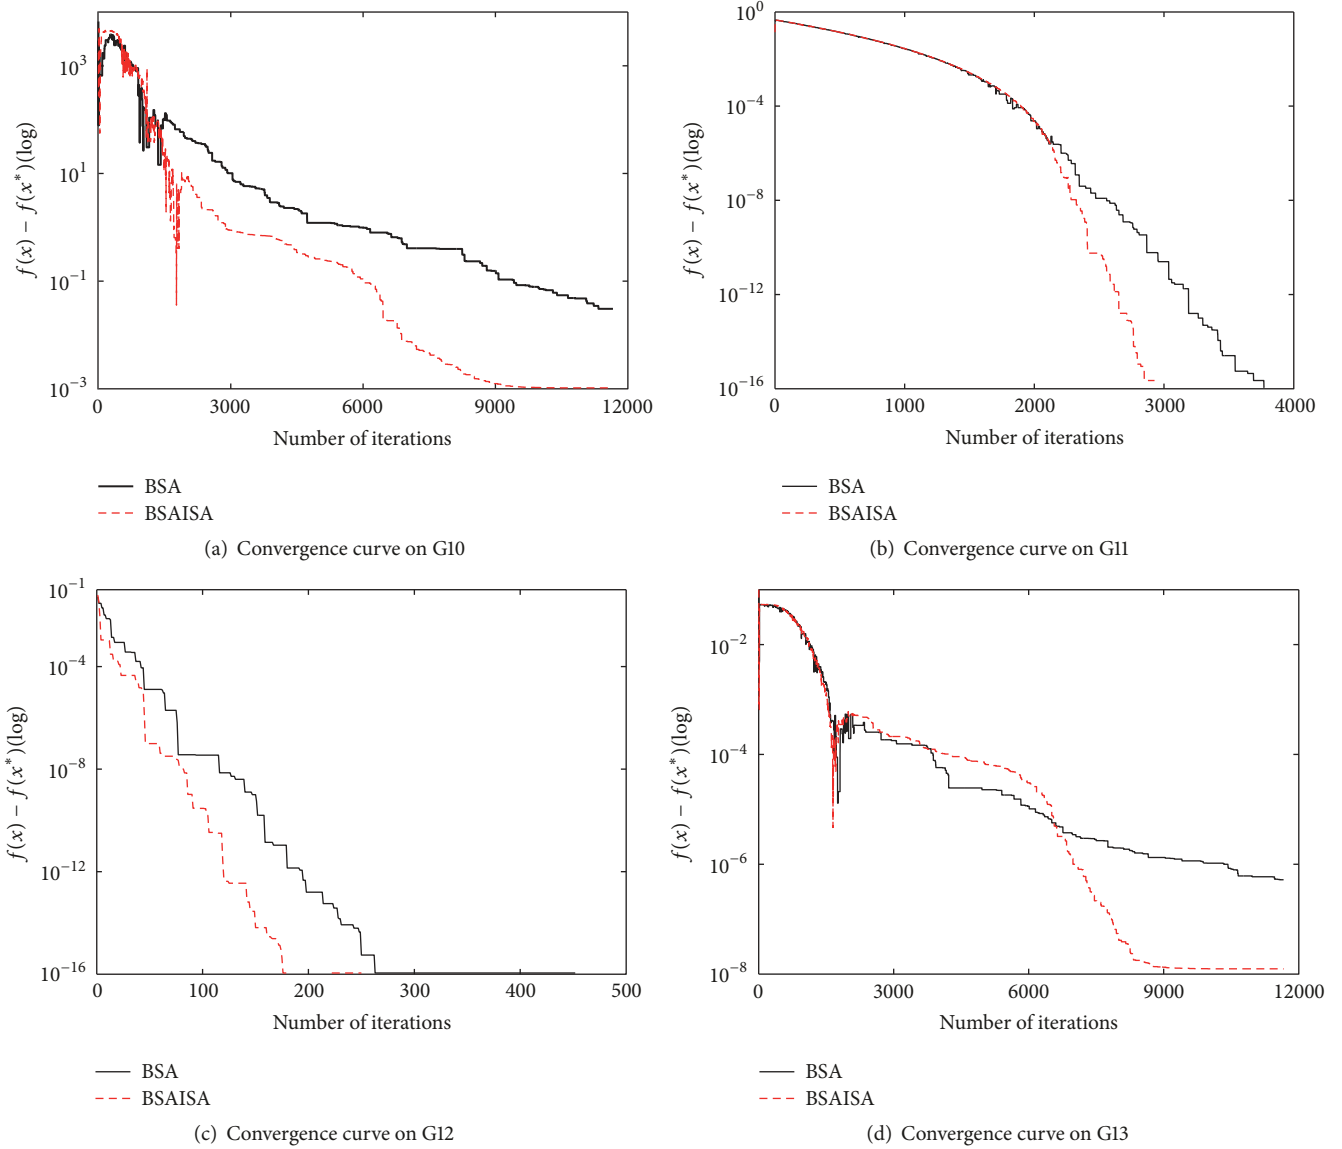 10^3
10^1
10^−1
10^−3
f(x) − f(x*)(log)
0 3000 6000 9000 12000
Number of iterations
BSA
BSAISA
(a) Convergence curve on G10
10^0
10^−4
10^−8
10^−12
10^−16
f(x) − f(x*)(log)
0 1000 2000 3000 4000
Number of iterations
BSA
BSAISA
(b) Convergence curve on G11
10^−1
10^−4
10^−8
10^−12
10^−16
f(x) − f(x*)(log)
0 100 200 300 400 500
Number of iterations
BSA
BSAISA
(c) Convergence curve on G12
10^−2
10^−4
10^−6
10^−8
f(x) − f(x*)(log)
0 3000 6000 9000 12000
Number of iterations
BSA
BSAISA
(d) Convergence curve on G13